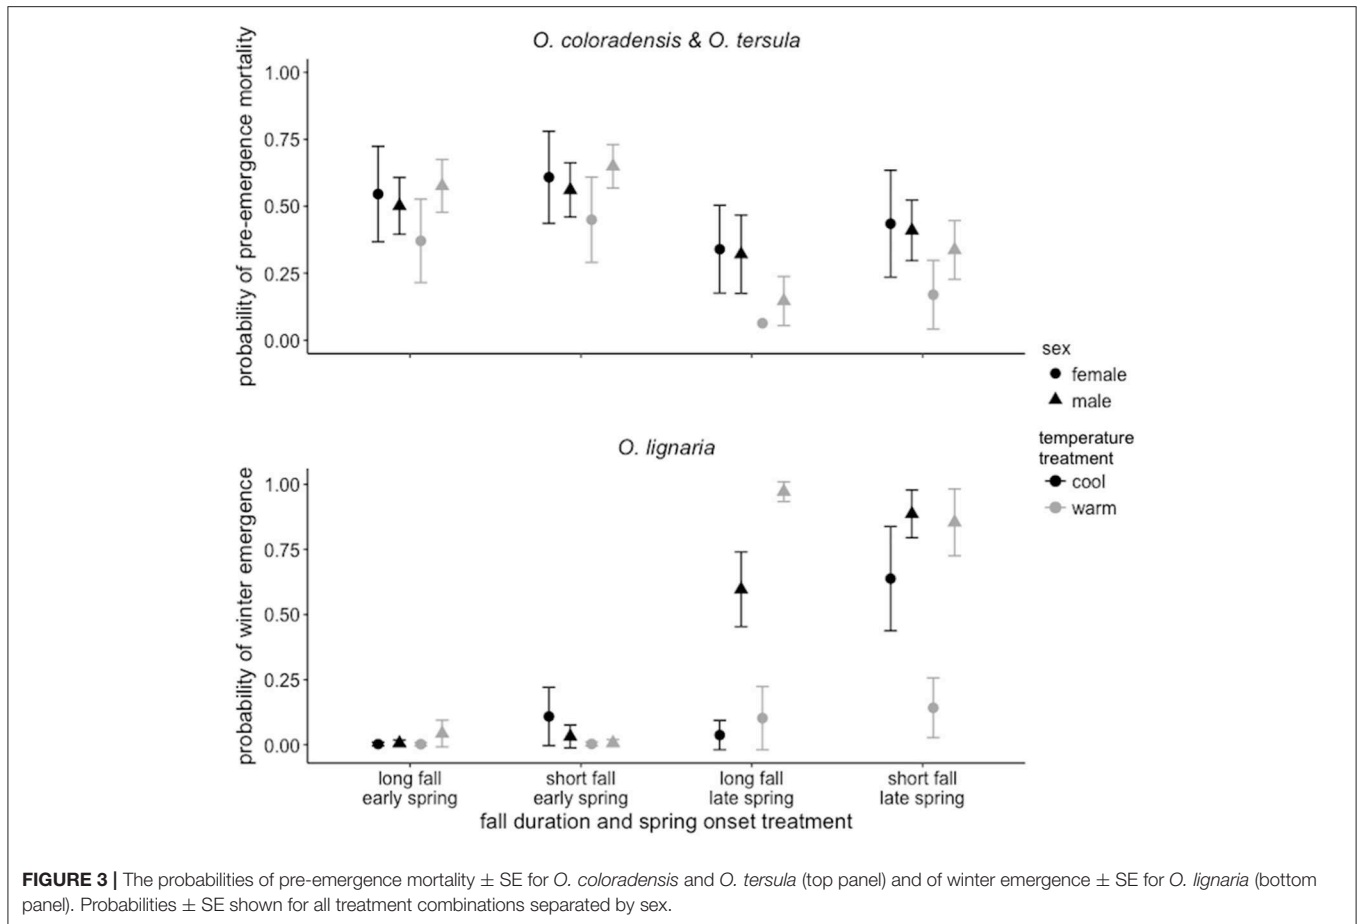 O. coloradensis & O. tersula
probability of pre-emergence mortality
1.00
0.75
0.50
0.25
0.00
sex
female
male
temperature
treatment
cool
warm
O. lignaria
probability of winter emergence
1.00
0.75
0.50
0.25
0.00
long fall
early spring
short fall
early spring
long fall
late spring
short fall
late spring
fall duration and spring onset treatment
FIGURE 3 | The probabilities of pre-emergence mortality ± SE for O. coloradensis and O. tersula (top panel) and of winter emergence ± SE for O. lignaria (bottom
panel). Probabilities ± SE shown for all treatment combinations separated by sex.